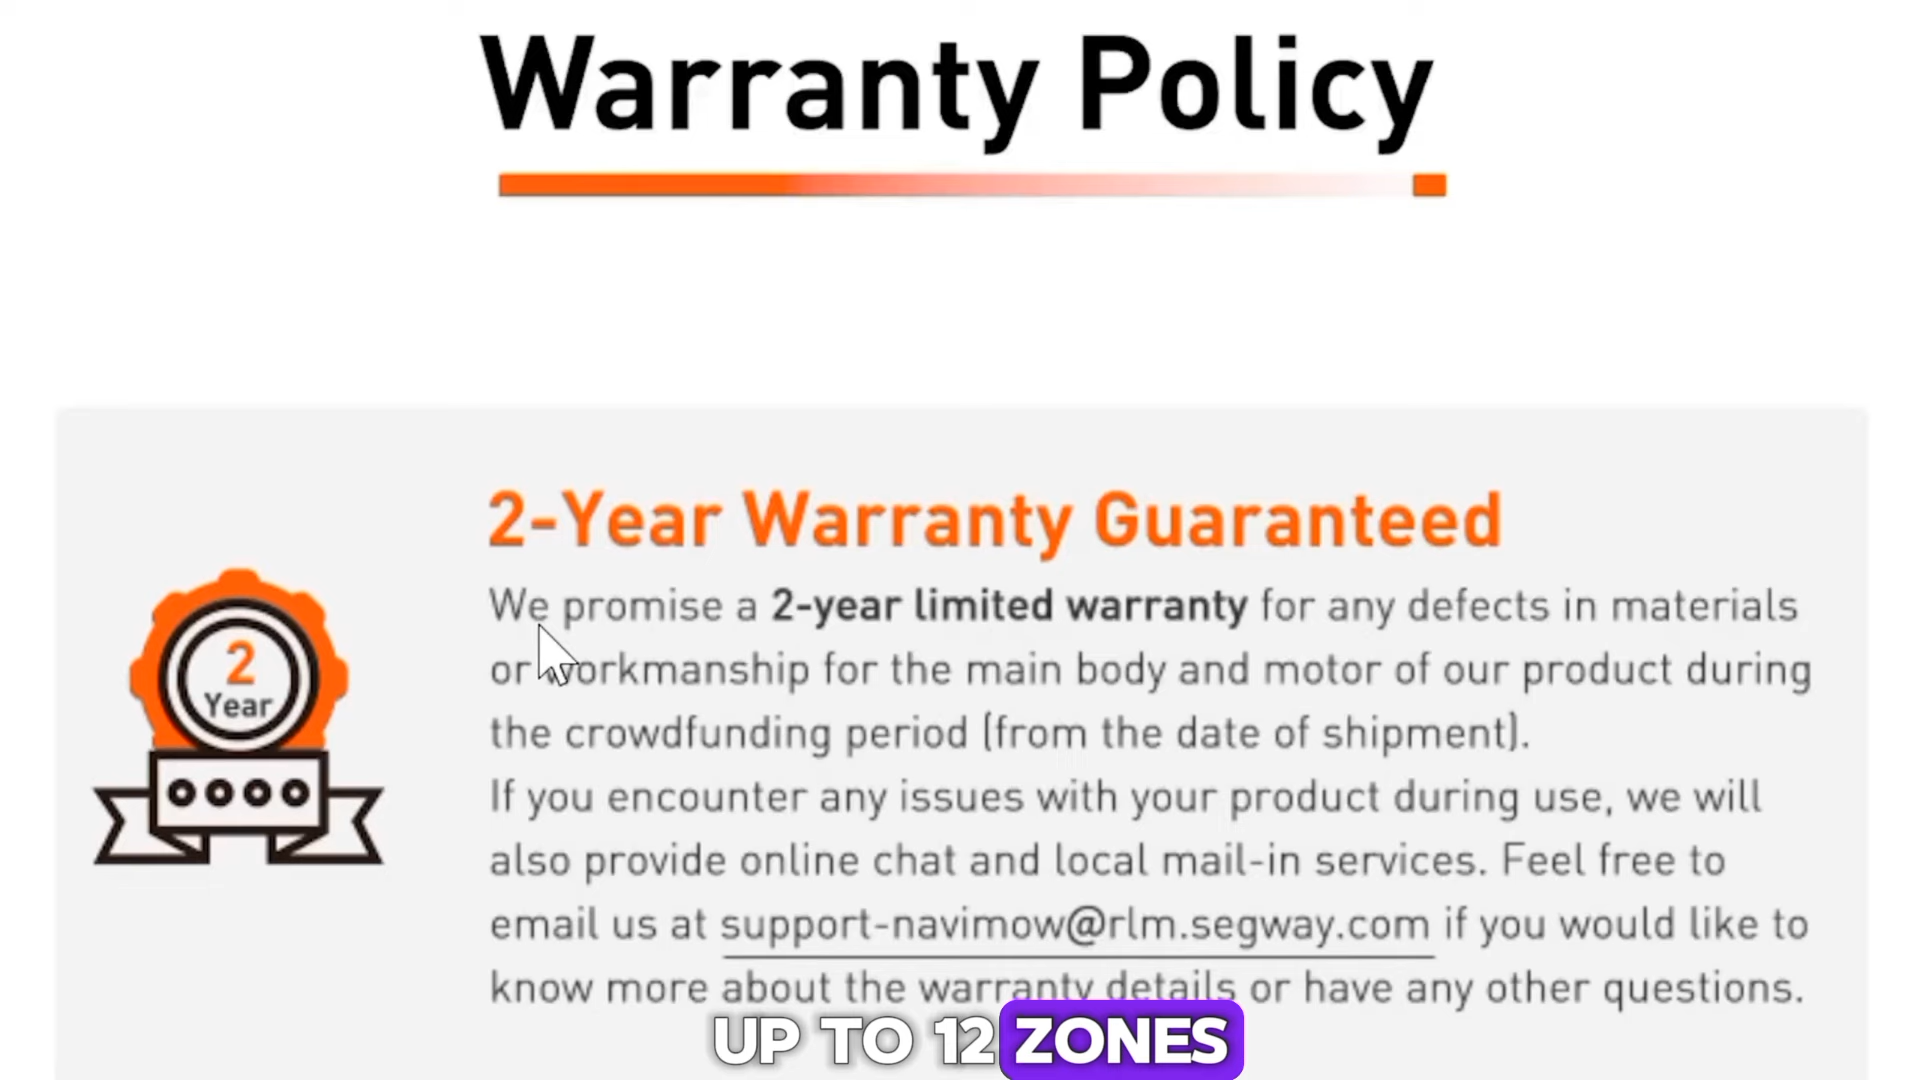 Warranty Policy
2-Year Warranty Guaranteed
We promise a 2-year limited warranty for any defects in materials
or workmanship for the main body and motor of our product during
the crowdfunding period (from the date of shipment).
2
Year
If you encounter any issues with your product during use, we will
also provide online chat and local mail-in services. Feel free to
email us at support-navimow@rlm.segway.com if you would like to
know more about the warranty details or have any other questions.
UP TO 12 ZONES